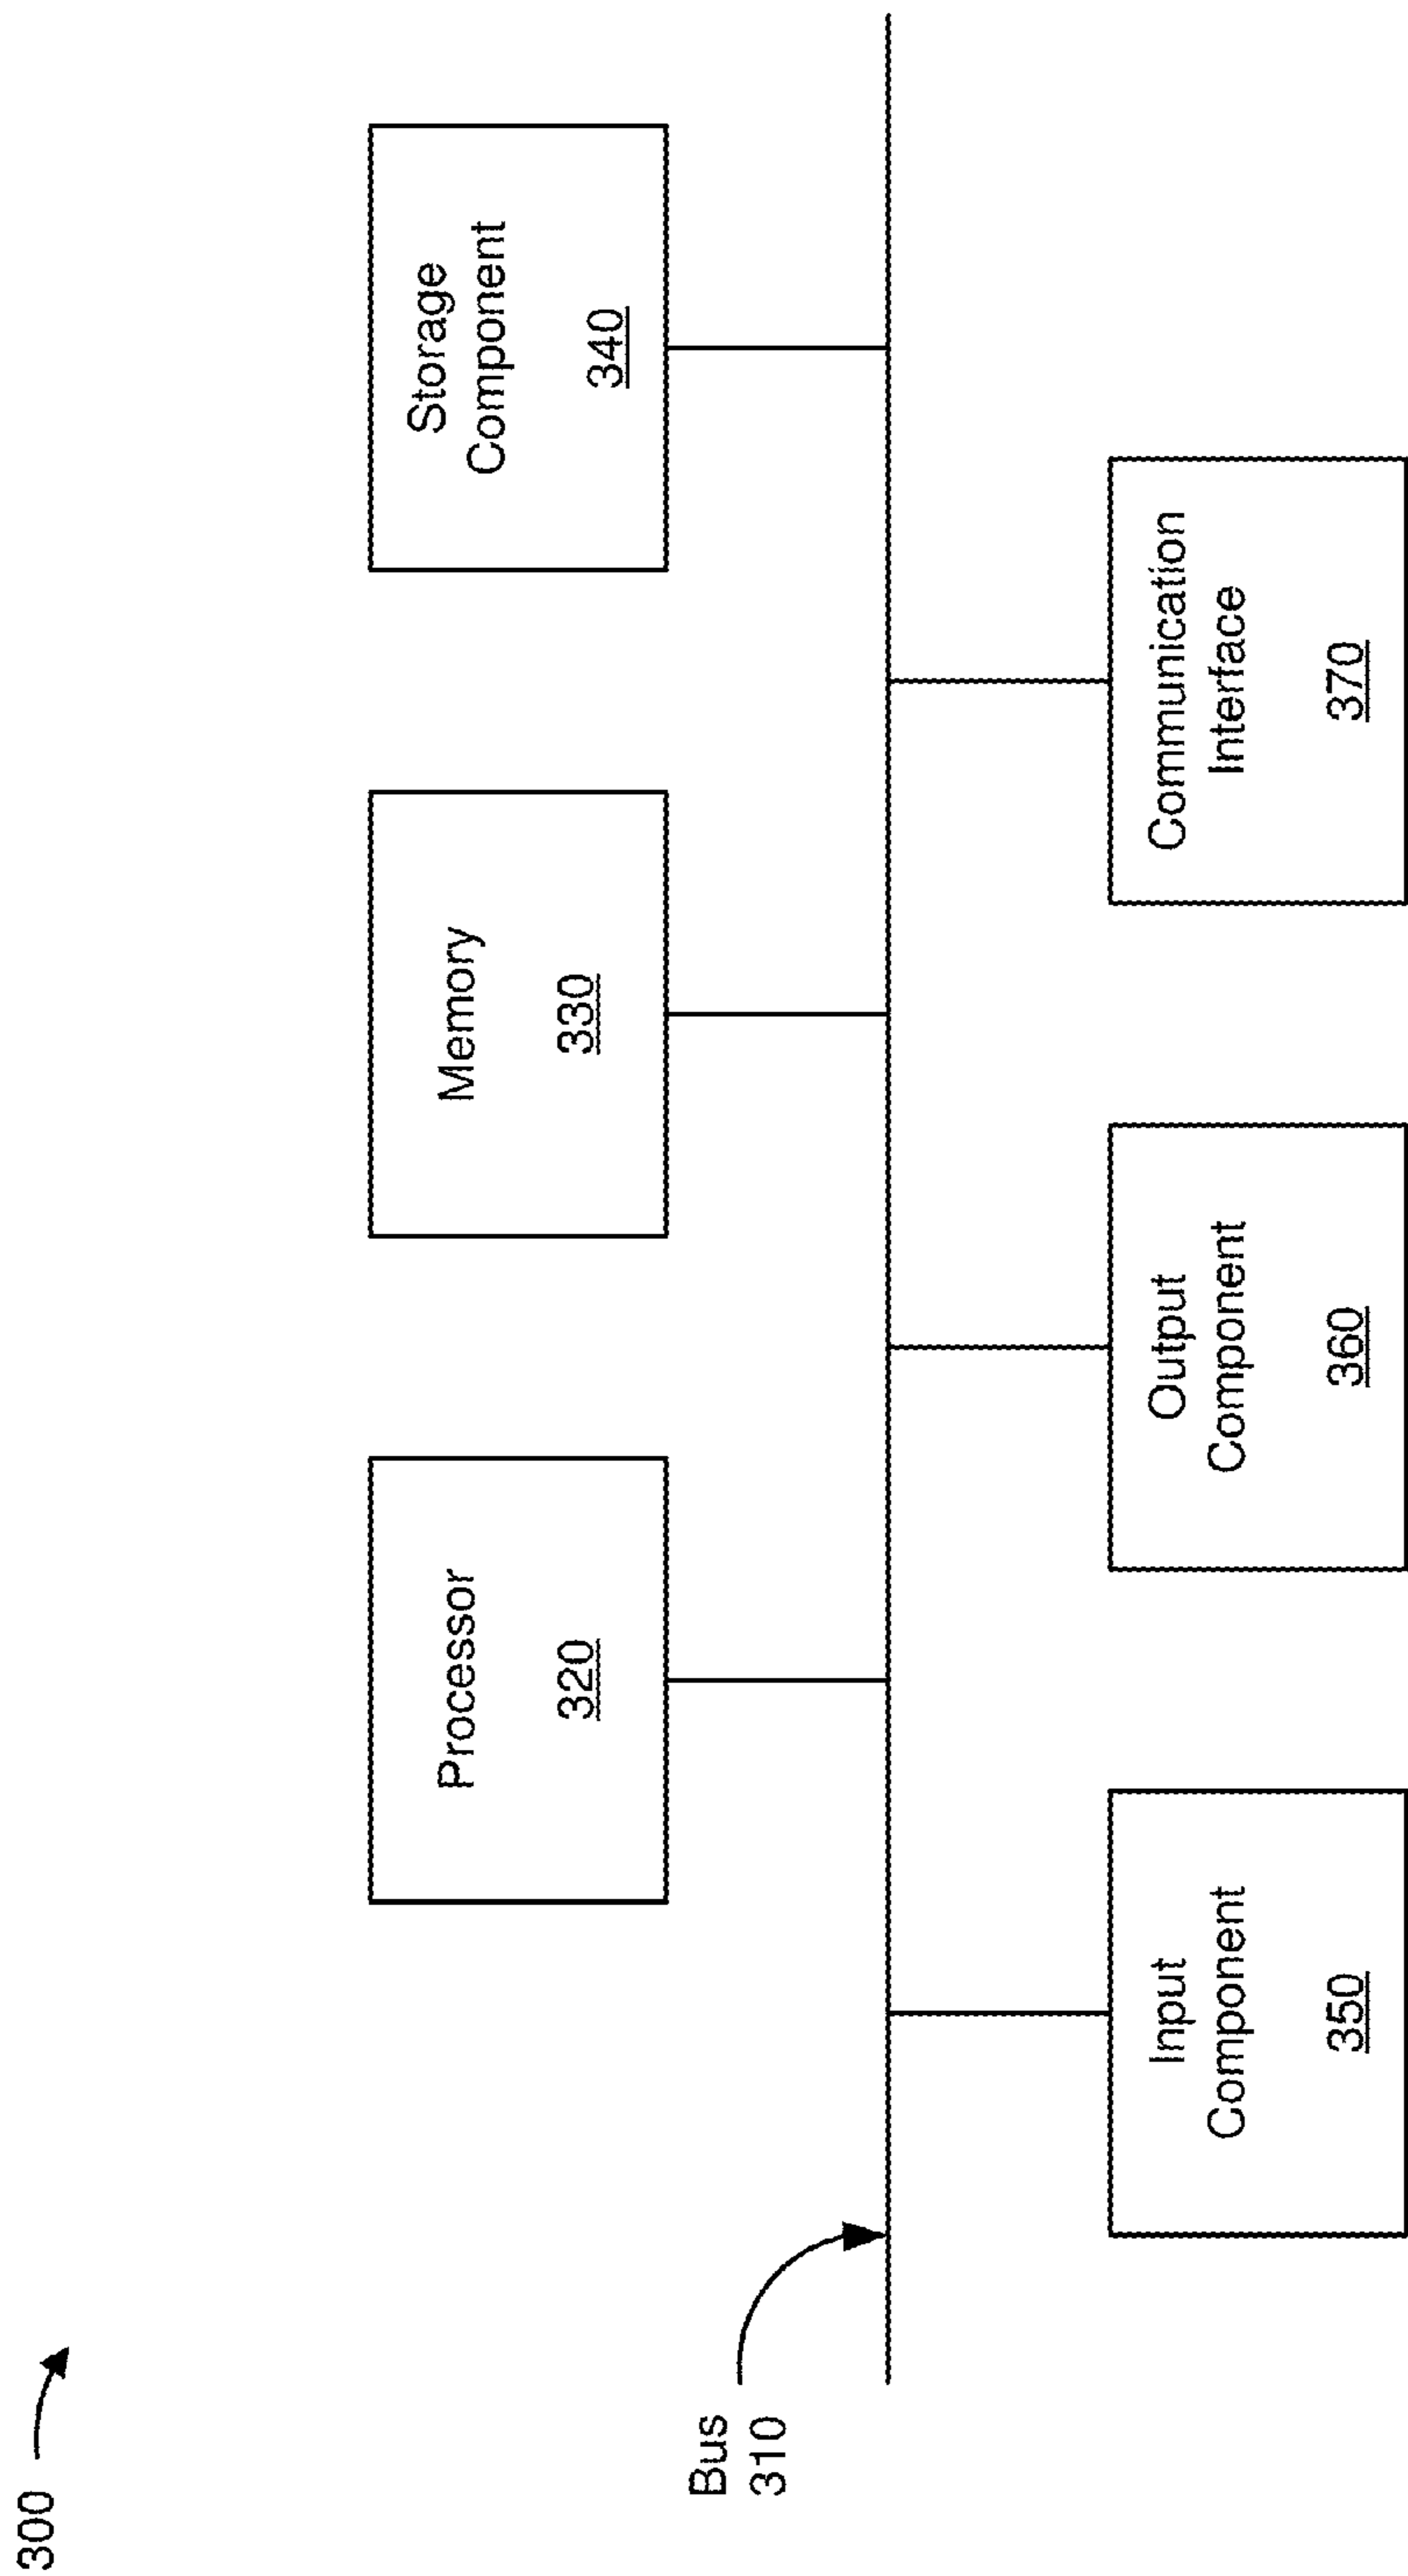 300
Bus
310
Processor
320
Memory
330
Storage
Component
340
Input
Component
350
Output
Component
360
Communication
Interface
370